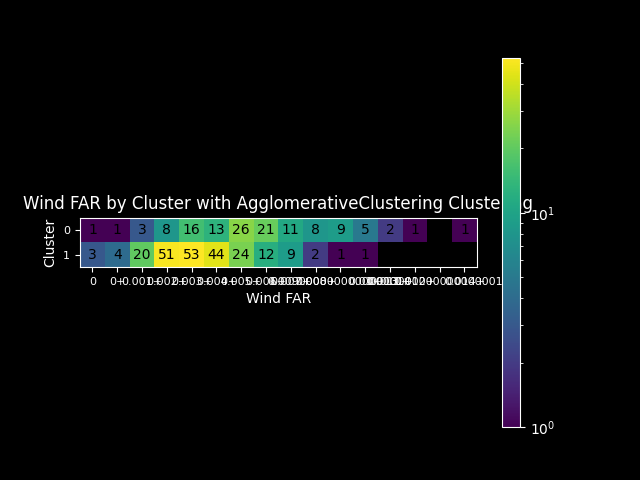 Wind FAR by Cluster with AgglomerativeClustering Clustering
0 1 1 3 8 16 13 26 21 11 8 9 5 2 1 1
1 3 4 20 51 53 44 24 12 9 2 1 1
Cluster
0
Wind FAR
10¹
10⁰